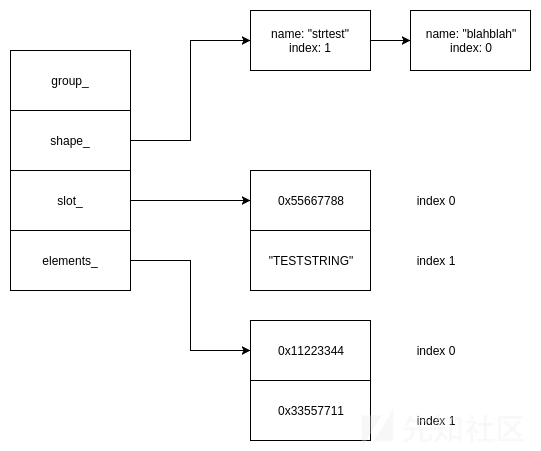 name: "strtest"
index: 1
name: "blahblah"
index: 0
group_
shape_
slot_
elements_
0x55667788
index 0
"TESTSTRING"
index 1
0x11223344
index 0
0x33557711
index 1
先知社区